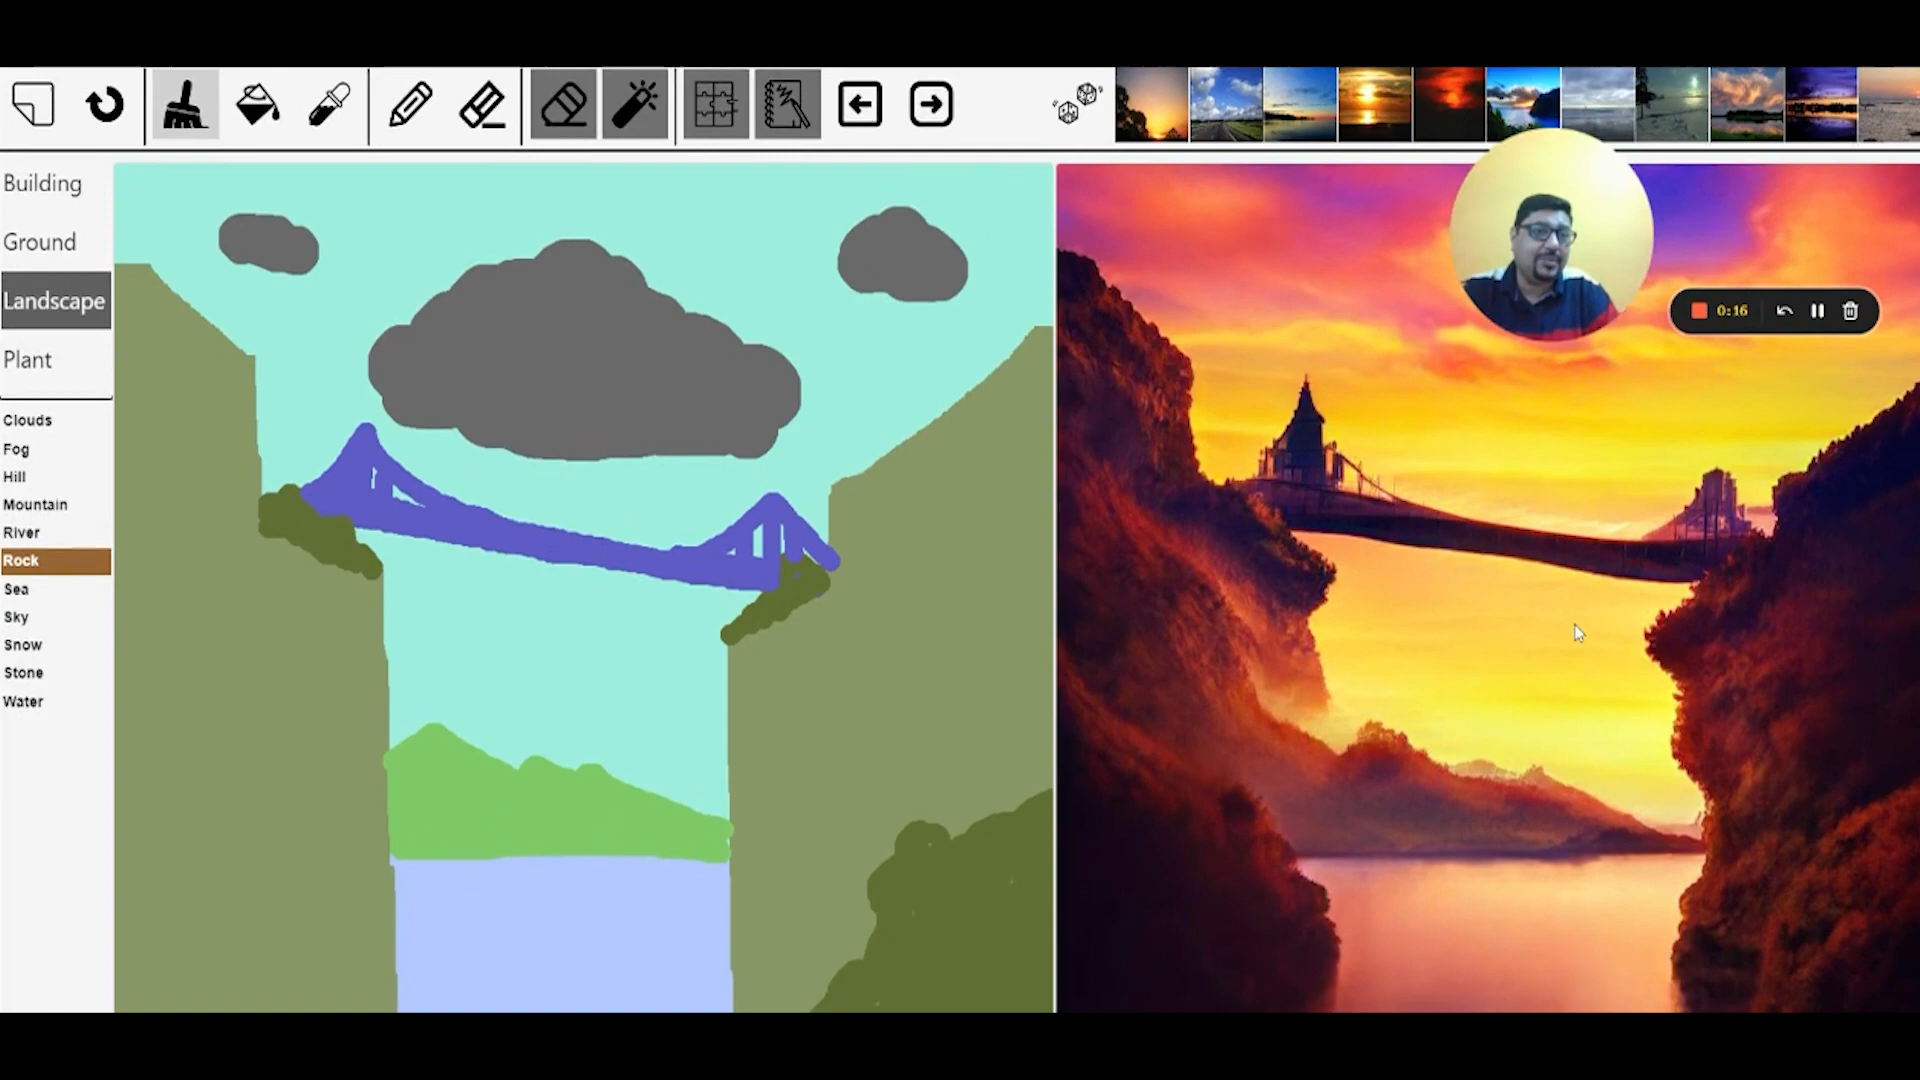 Building
Ground
Landscape
Plant
Clouds
Fog
Hill
Mountain
River
Rock
Sea
Sky
Snow
Stone
Water
0:16